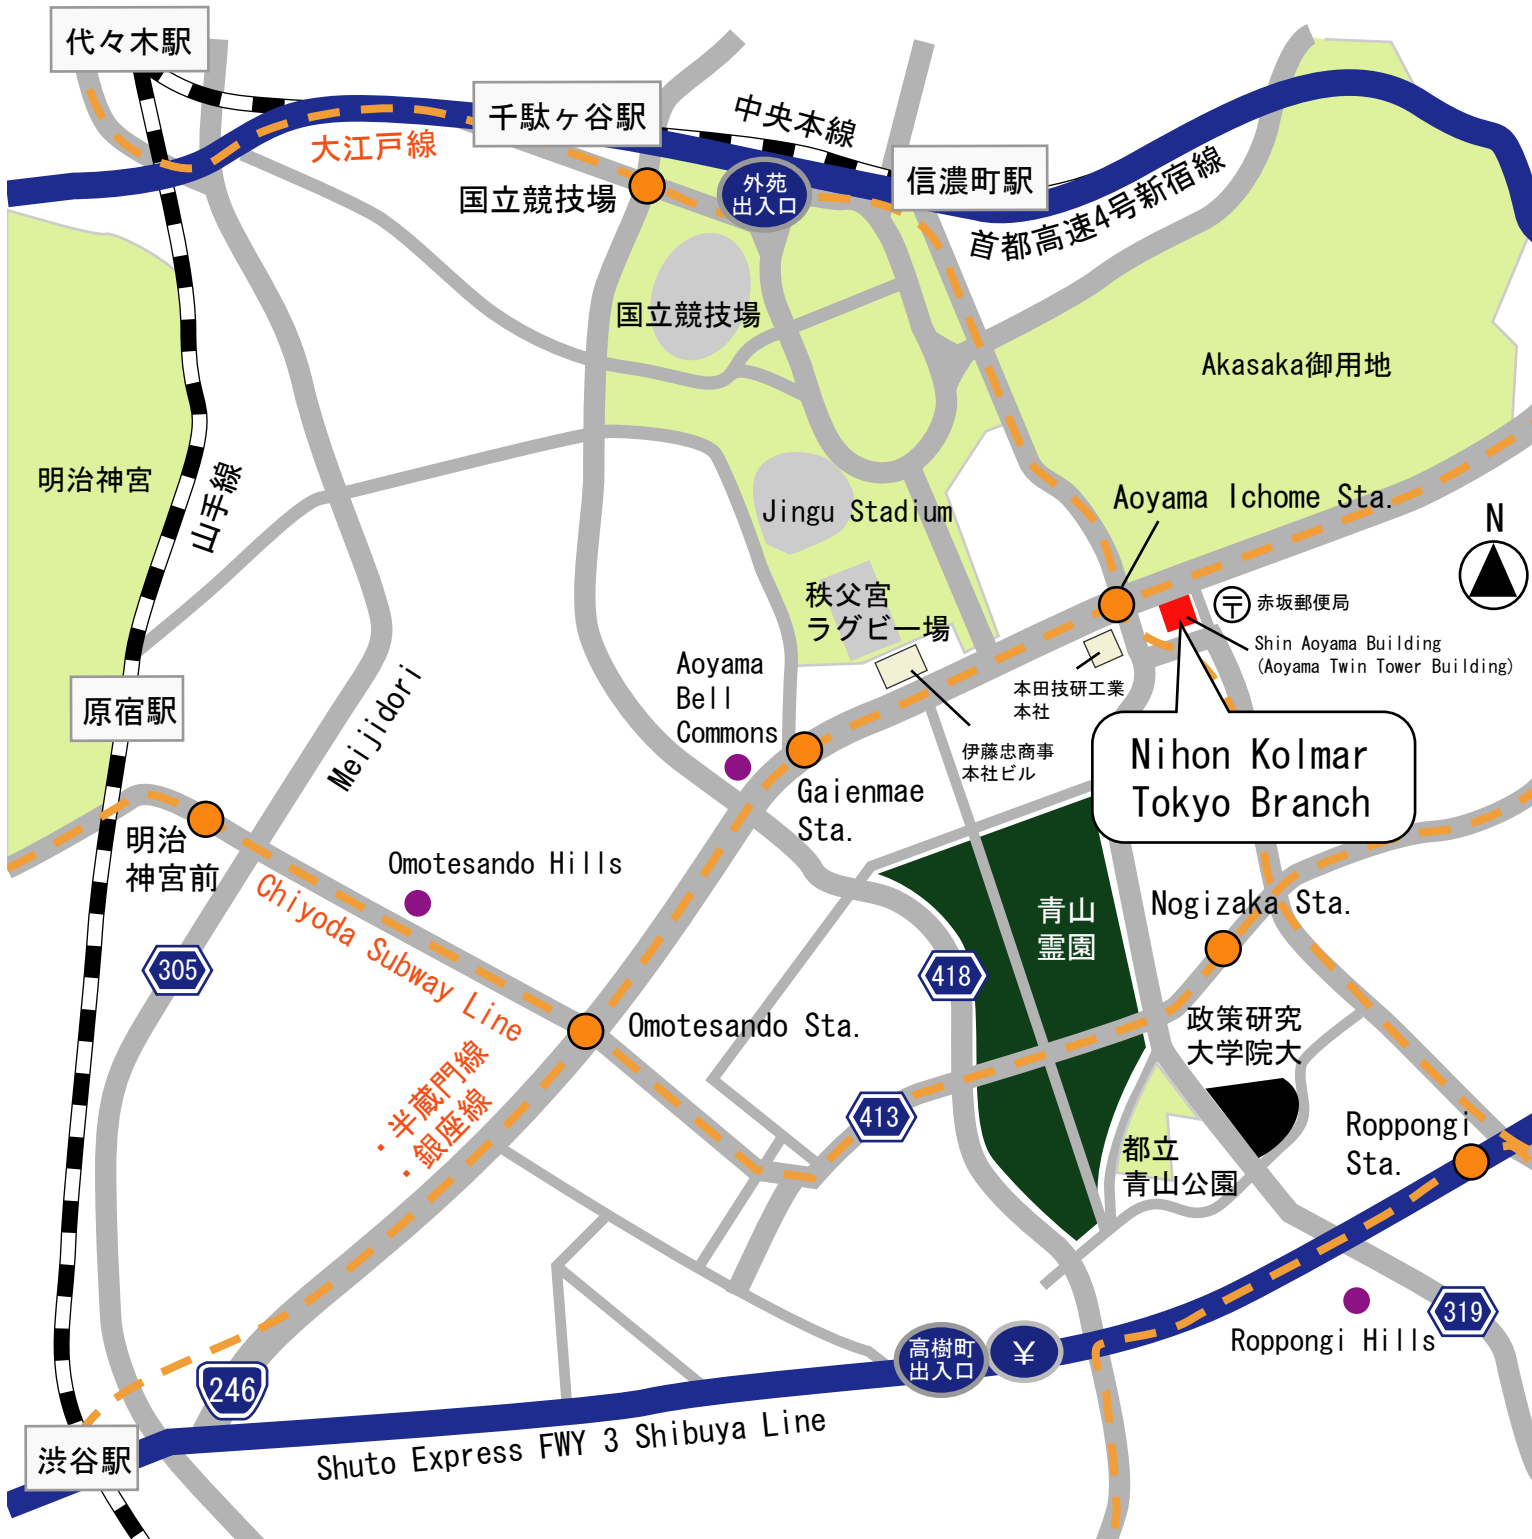 代々木駅
千駄ヶ谷駅
中央本線
大江戸線
国立競技場
外苑
出入口
信濃町駅
首都高速4号新宿線
国立競技場
Akasaka御用地
明治神宮
山手線
Jingu Stadium
Aoyama Ichome Sta.
N
秩父宮
ラグビー場
〒
赤坂郵便局
Shin Aoyama Building
(Aoyama Twin Tower Building)
Aoyama
Bell
Commons
本田技研工業
本社
伊藤忠商事
本社ビル
原宿駅
Meijidori
Nihon Kolmar
Tokyo Branch
Gaienmae
Sta.
明治
神宮前
Omotesando Hills
Chiyoda Subway Line
青山
霊園
Nogizaka Sta.
305
418
Omotesando Sta.
政策研究
大学院大
・半蔵門線
・銀座線
413
都立
青山公園
Roppongi
Sta.
319
Roppongi Hills
高樹町
出入口
¥
246
Shuto Express FWY 3 Shibuya Line
渋谷駅